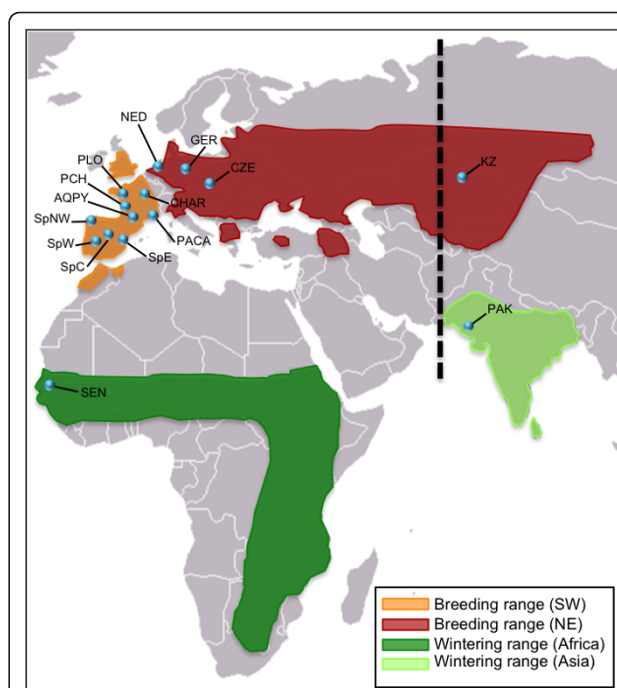 NED
GER
PLO
CZE
KZ
PCH
AQPY
CHAR
SpNW
SpW
PACA
SpC
SpE
PAK
SEN
Breeding range (SW)
Breeding range (NE)
Wintering range (Africa)
Wintering range (Asia)